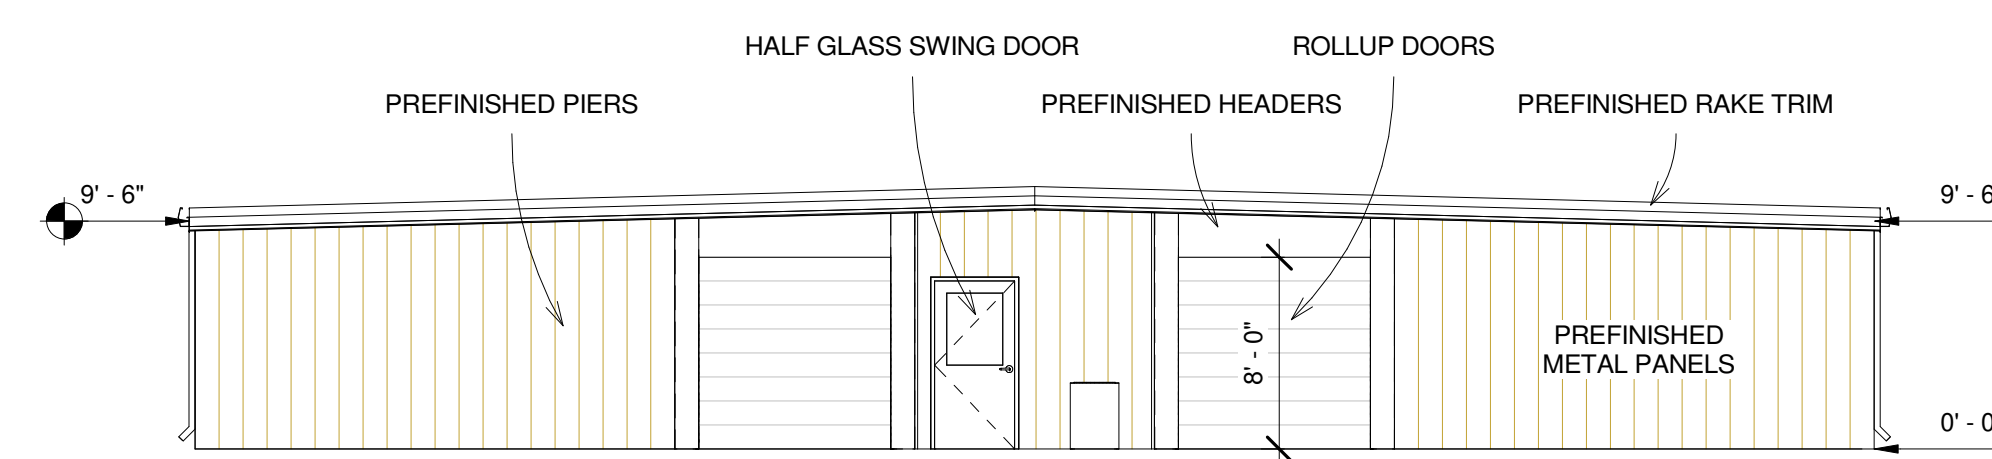 HALF GLASS SWING DOOR
ROLLUP DOORS
PREFINISHED PIERS
PREFINISHED HEADERS
PREFINISHED RAKE TRIM
9' - 6"
9' - 6
8' - 0"
PREFINISHED
METAL PANELS
0' - 0